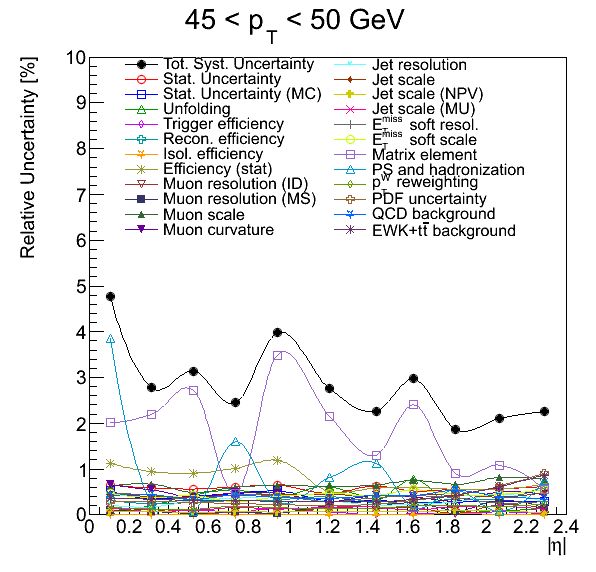 45 < p_T < 50 GeV
Relative Uncertainty [%]
10
9
8
7
6
5
4
3
2
1
0
Tot. Syst. Uncertainty
Stat. Uncertainty
Stat. Uncertainty (MC)
Unfolding
Trigger efficiency
Recon. efficiency
Isol. efficiency
Efficiency (stat)
Muon resolution (ID)
Muon resolution (MS)
Muon scale
Muon curvature
Jet resolution
Jet scale
Jet scale (NPV)
Jet scale (MU)
E_T^miss soft resol.
E_T^miss soft scale
Matrix element
PS and hadronization
p_T^W reweighting
PDF uncertainty
QCD background
EWK+tt̄ background
0 0.2 0.4 0.6 0.8 1 1.2 1.4 1.6 1.8 2 2.2 2.4
|η|